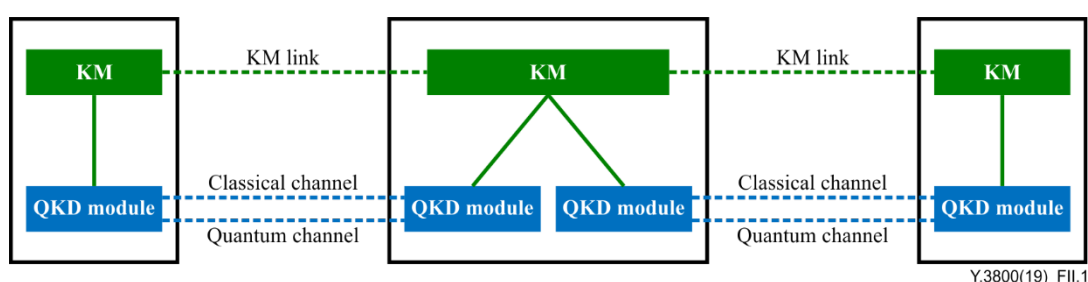 KM KM link KM KM link KM
Classical channel Classical channel
QKD module QKD module QKD module QKD module
Quantum channel Quantum channel
Y.3800(19)_FII.1